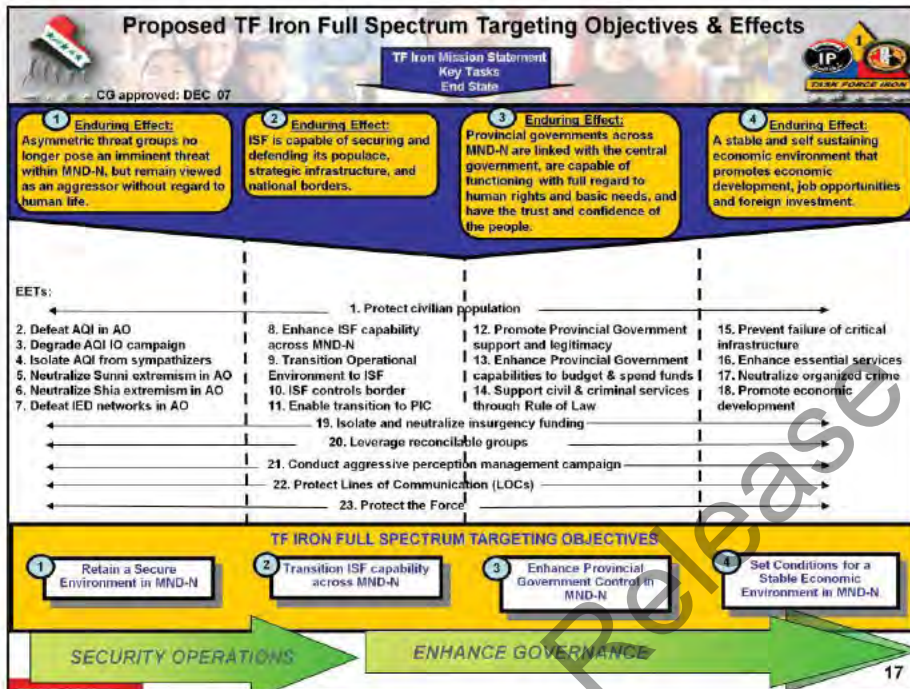 Proposed TF Iron Full Spectrum Targeting Objectives & Effects
TF Iron Mission Statement
Key Tasks
End State
CG approved: DEC 07
1
IP
TASK FORCE IRON
1
Enduring Effect:
Asymmetric threat groups no
longer pose an imminent threat
within MND-N, but remain viewed
as an aggressor without regard to
human life.
2
Enduring Effect:
ISF is capable of securing and
defending its populace,
strategic infrastructure, and
national borders.
3
Enduring Effect:
Provincial governments across
MND-N are linked with the central
government, are capable of
functioning with full regard to
human rights and basic needs, and
have the trust and confidence of
the people.
4
Enduring Effect:
A stable and self sustaining
economic environment that
promotes economic
development, job opportunities
and foreign investment.
EETs:
1. Protect civilian population
2. Defeat AQI in AO
3. Degrade AQI IO campaign
4. Isolate AQI from sympathizers
5. Neutralize Sunni extremism in AO
6. Neutralize Shia extremism in AO
7. Defeat IED networks in AO
8. Enhance ISF capability
across MND-N
9. Transition Operational
Environment to ISF
10. ISF controls border
11. Enable transition to PIC
12. Promote Provincial Government
support and legitimacy
13. Enhance Provincial Government
capabilities to budget & spend funds
14. Support civil & criminal services
through Rule of Law
15. Prevent failure of critical
infrastructure
16. Enhance essential services
17. Neutralize organized crime
18. Promote economic
development
19. Isolate and neutralize insurgency funding
20. Leverage reconcilable groups
21. Conduct aggressive perception management campaign
22. Protect Lines of Communication (LOCs)
23. Protect the Force
TF IRON FULL SPECTRUM TARGETING OBJECTIVES
1
Retain a Secure
Environment in MND-N
2
Transition ISF capability
across MND-N
3
Enhance Provincial
Government Control in
MND-N
4
Set Conditions for a
Stable Economic
Environment in MND-N
SECURITY OPERATIONS
ENHANCE GOVERNANCE
17
Release